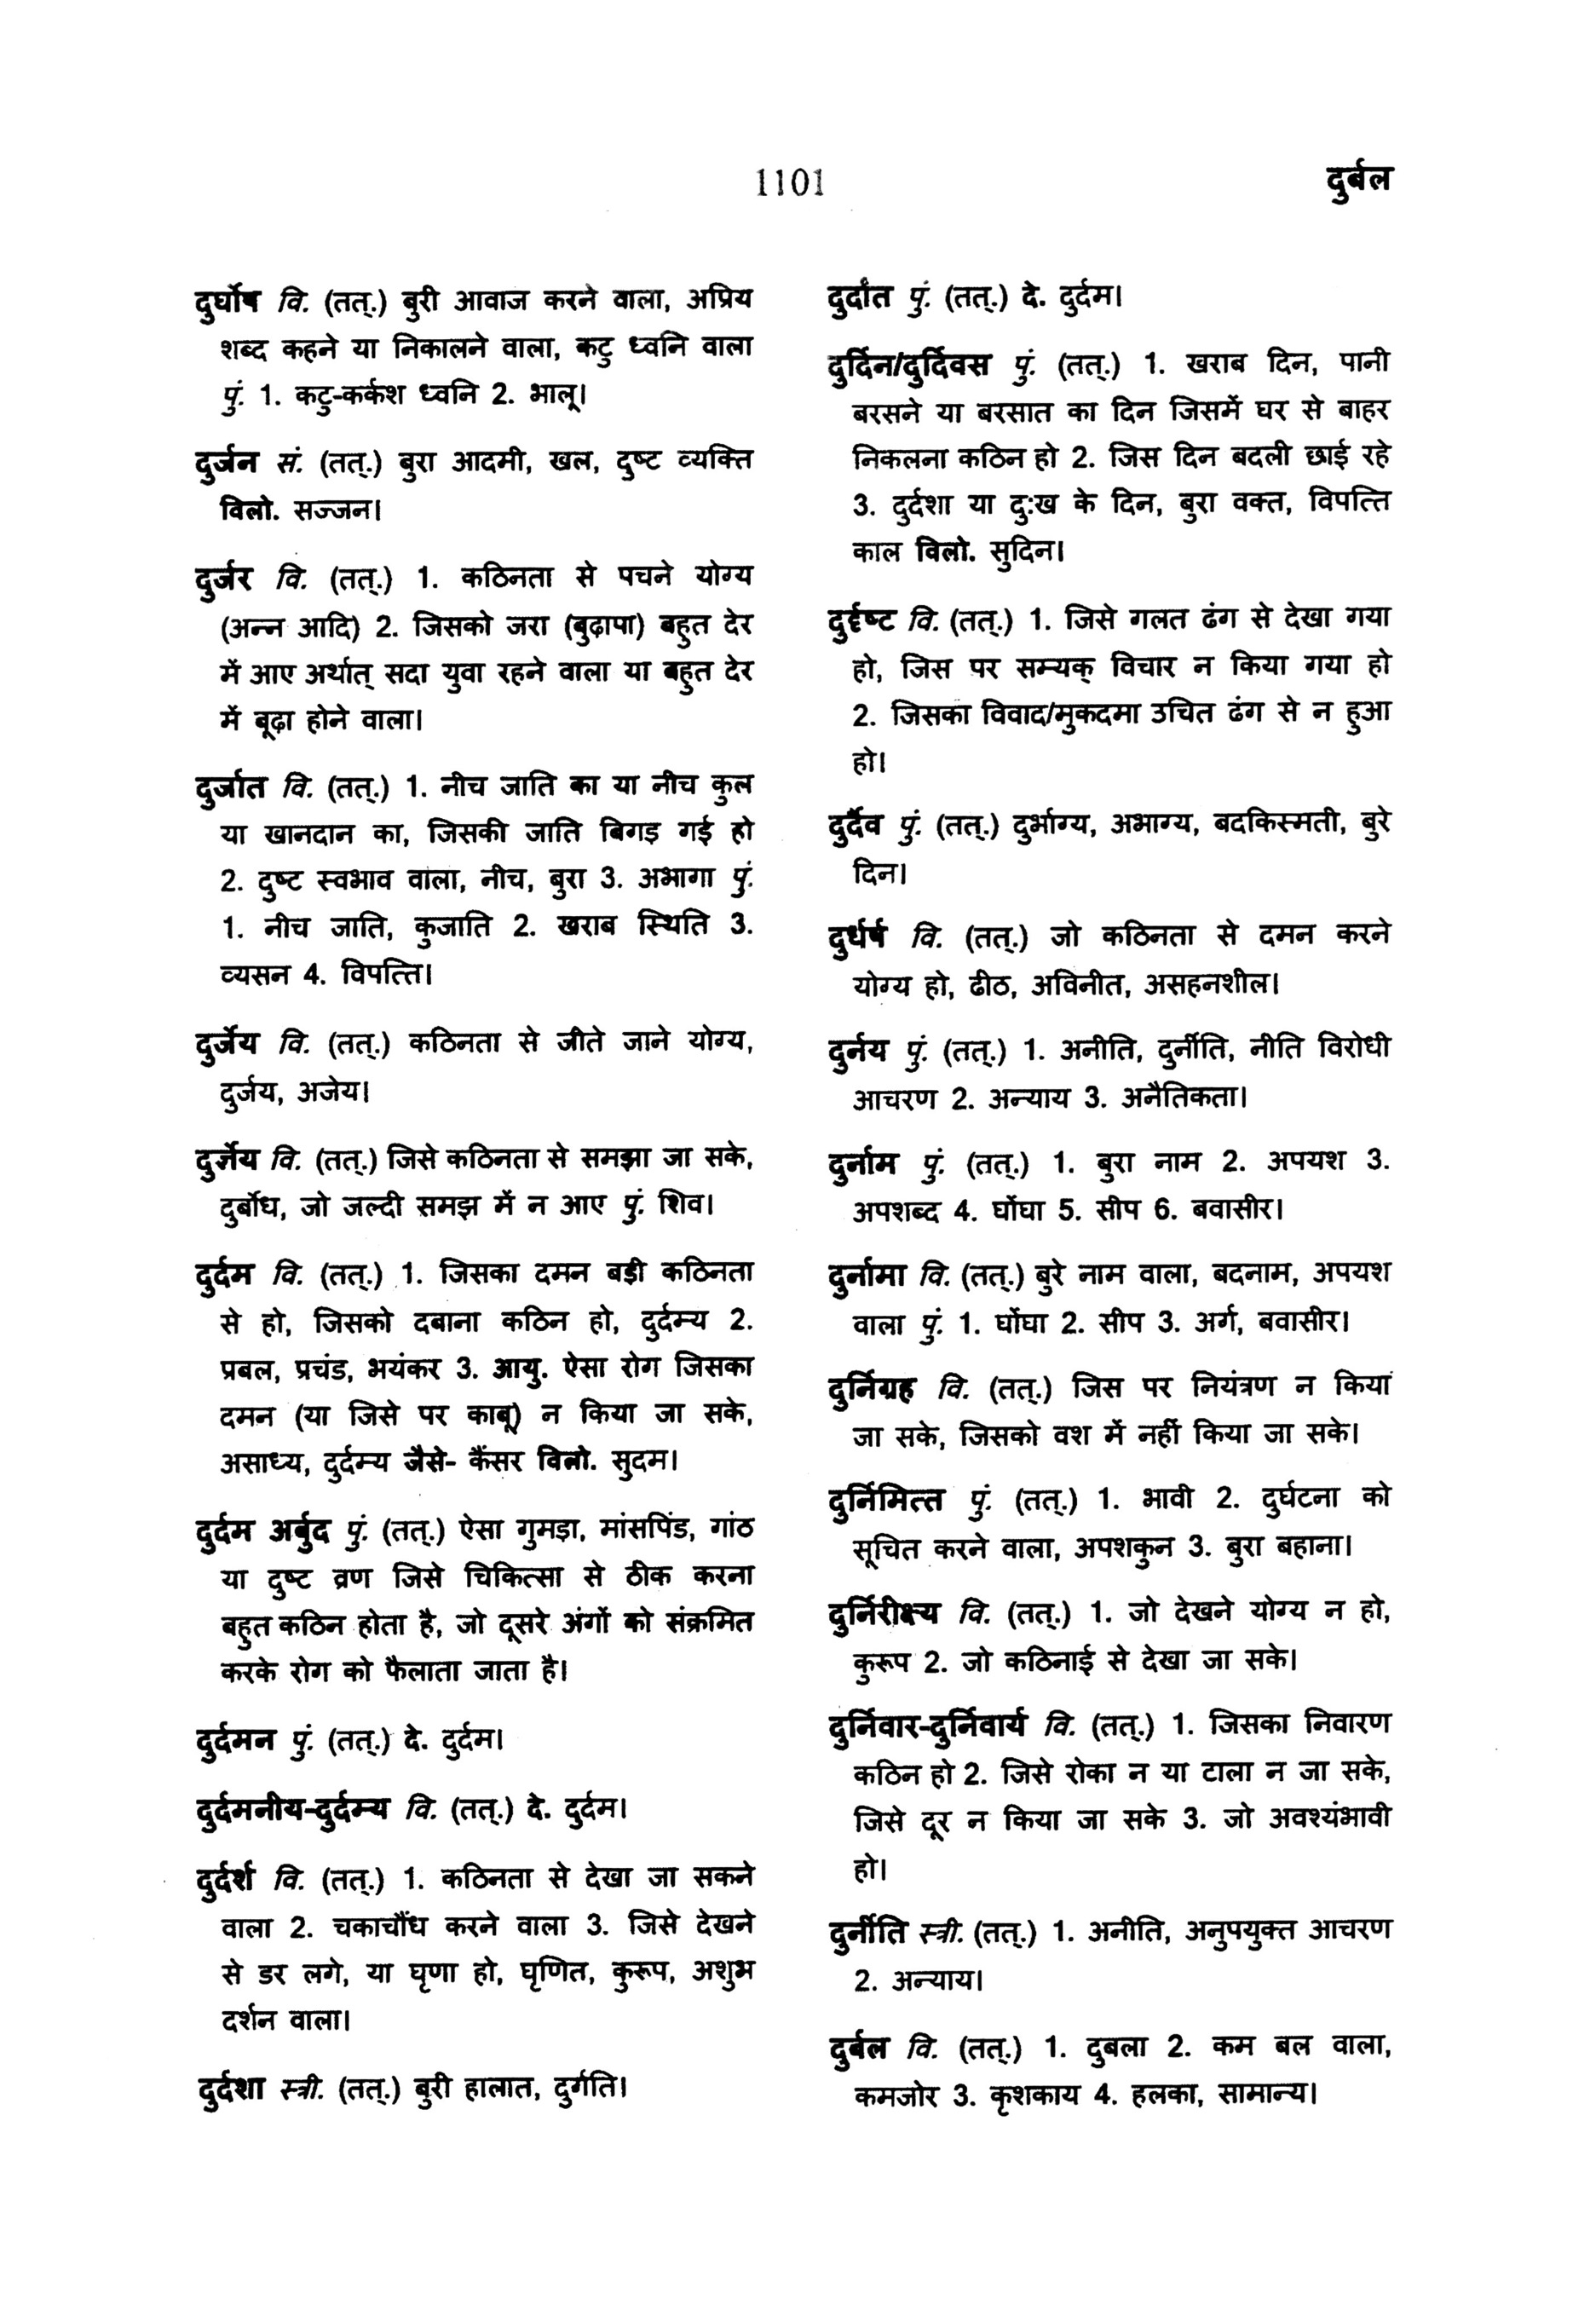 1101
दुर्बल
दुर्घोष वि. (तत्.) बुरी आवाज करने वाला, अप्रिय
शब्द कहने या निकालने वाला, कटु ध्वनि वाला
पुं. 1. कटु-कर्कश ध्वनि 2. भालू।
दुर्जन सं. (तत्.) बुरा आदमी, खल, दुष्ट व्यक्ति
विलो. सज्जन।
दुर्जर वि. (तत्.) 1. कठिनता से पचने योग्य
(अन्न आदि) 2. जिसको जरा (बुढ़ापा) बहुत देर
में आए अर्थात् सदा युवा रहने वाला या बहुत देर
में बूढ़ा होने वाला।
दुर्जात वि. (तत्.) 1. नीच जाति का या नीच कुल
या खानदान का, जिसकी जाति बिगड़ गई हो
2. दुष्ट स्वभाव वाला, नीच, बुरा 3. अभागा पुं.
1. नीच जाति, कुजाति 2. खराब स्थिति 3.
व्यसन 4. विपत्ति।
दुर्जेय वि. (तत्.) कठिनता से जीते जाने योग्य,
दुर्जय, अजेय।
दुर्ज्ञेय वि. (तत्.) जिसे कठिनता से समझा जा सके,
दुर्बोध, जो जल्दी समझ में न आए पुं. शिव।
दुर्दम वि. (तत्.) 1. जिसका दमन बड़ी कठिनता
से हो, जिसको दबाना कठिन हो, दुर्दम्य 2.
प्रबल, प्रचंड, भयंकर 3. आयु. ऐसा रोग जिसका
दमन (या जिसे पर काबू) न किया जा सके,
असाध्य, दुर्दम्य जैसे- कैंसर विलो. सुदम।
दुर्दम अर्बुद पुं. (तत्.) ऐसा गुमड़ा, मांसपिंड, गांठ
या दुष्ट व्रण जिसे चिकित्सा से ठीक करना
बहुत कठिन होता है, जो दूसरे अंगों को संक्रमित
करके रोग को फैलाता जाता है।
दुर्दमन पुं. (तत्.) दे. दुर्दम।
दुर्दमनीय-दुर्दम्य वि. (तत्.) दे. दुर्दम।
दुर्दर्श वि. (तत्.) 1. कठिनता से देखा जा सकने
वाला 2. चकाचौंध करने वाला 3. जिसे देखने
से डर लगे, या घृणा हो, घृणित, कुरूप, अशुभ
दर्शन वाला।
दुर्दशा स्त्री. (तत्.) बुरी हालात, दुर्गति।
दुर्दांत पुं. (तत्.) दे. दुर्दम।
दुर्दिन/दुर्दिवस पुं. (तत्.) 1. खराब दिन, पानी
बरसने या बरसात का दिन जिसमें घर से बाहर
निकलना कठिन हो 2. जिस दिन बदली छाई रहे
3. दुर्दशा या दुःख के दिन, बुरा वक्त, विपत्ति
काल विलो. सुदिन।
दुर्दृष्ट वि. (तत्.) 1. जिसे गलत ढंग से देखा गया
हो, जिस पर सम्यक् विचार न किया गया हो
2. जिसका विवाद/मुकदमा उचित ढंग से न हुआ
हो।
दुर्दैव पुं. (तत्.) दुर्भाग्य, अभाग्य, बदकिस्मती, बुरे
दिन।
दुर्धर्ष वि. (तत्.) जो कठिनता से दमन करने
योग्य हो, ढीठ, अविनीत, असहनशील।
दुर्नय पुं. (तत्.) 1. अनीति, दुर्नीति, नीति विरोधी
आचरण 2. अन्याय 3. अनैतिकता।
दुर्नाम पुं. (तत्.) 1. बुरा नाम 2. अपयश 3.
अपशब्द 4. घोंघा 5. सीप 6. बवासीर।
दुर्नामा वि. (तत्.) बुरे नाम वाला, बदनाम, अपयश
वाला पुं. 1. घोंघा 2. सीप 3. अर्ग, बवासीर।
दुर्निग्रह वि. (तत्.) जिस पर नियंत्रण न किया
जा सके, जिसको वश में नहीं किया जा सके।
दुर्निमित्त पुं. (तत्.) 1. भावी 2. दुर्घटना को
सूचित करने वाला, अपशकुन 3. बुरा बहाना।
दुर्निरीक्ष्य वि. (तत्.) 1. जो देखने योग्य न हो,
कुरूप 2. जो कठिनाई से देखा जा सके।
दुर्निवार-दुर्निवार्य वि. (तत्.) 1. जिसका निवारण
कठिन हो 2. जिसे रोका न या टाला न जा सके,
जिसे दूर न किया जा सके 3. जो अवश्यंभावी
हो।
दुर्नीति स्त्री. (तत्.) 1. अनीति, अनुपयुक्त आचरण
2. अन्याय।
दुर्बल वि. (तत्.) 1. दुबला 2. कम बल वाला,
कमजोर 3. कृशकाय 4. हलका, सामान्य।